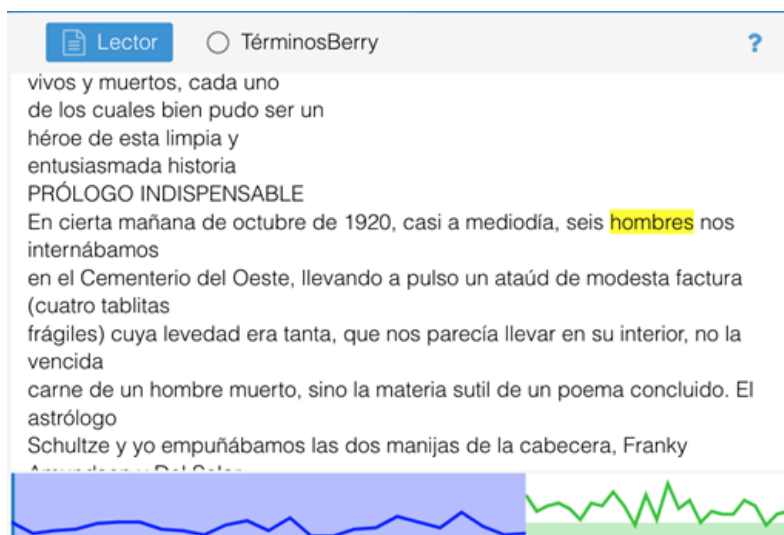 Lector TérminosBerry ?
vivos y muertos, cada uno
de los cuales bien pudo ser un
héroe de esta limpia y
entusiasmada historia
PRÓLOGO INDISPENSABLE
En cierta mañana de octubre de 1920, casi a mediodía, seis hombres nos
internábamos
en el Cementerio del Oeste, llevando a pulso un ataúd de modesta factura
(cuatro tablitas
frágiles) cuya levedad era tanta, que nos parecía llevar en su interior, no la
vencida
carne de un hombre muerto, sino la materia sutil de un poema concluido. El
astrólogo
Schultze y yo empuñábamos las dos manijas de la cabecera, Franky